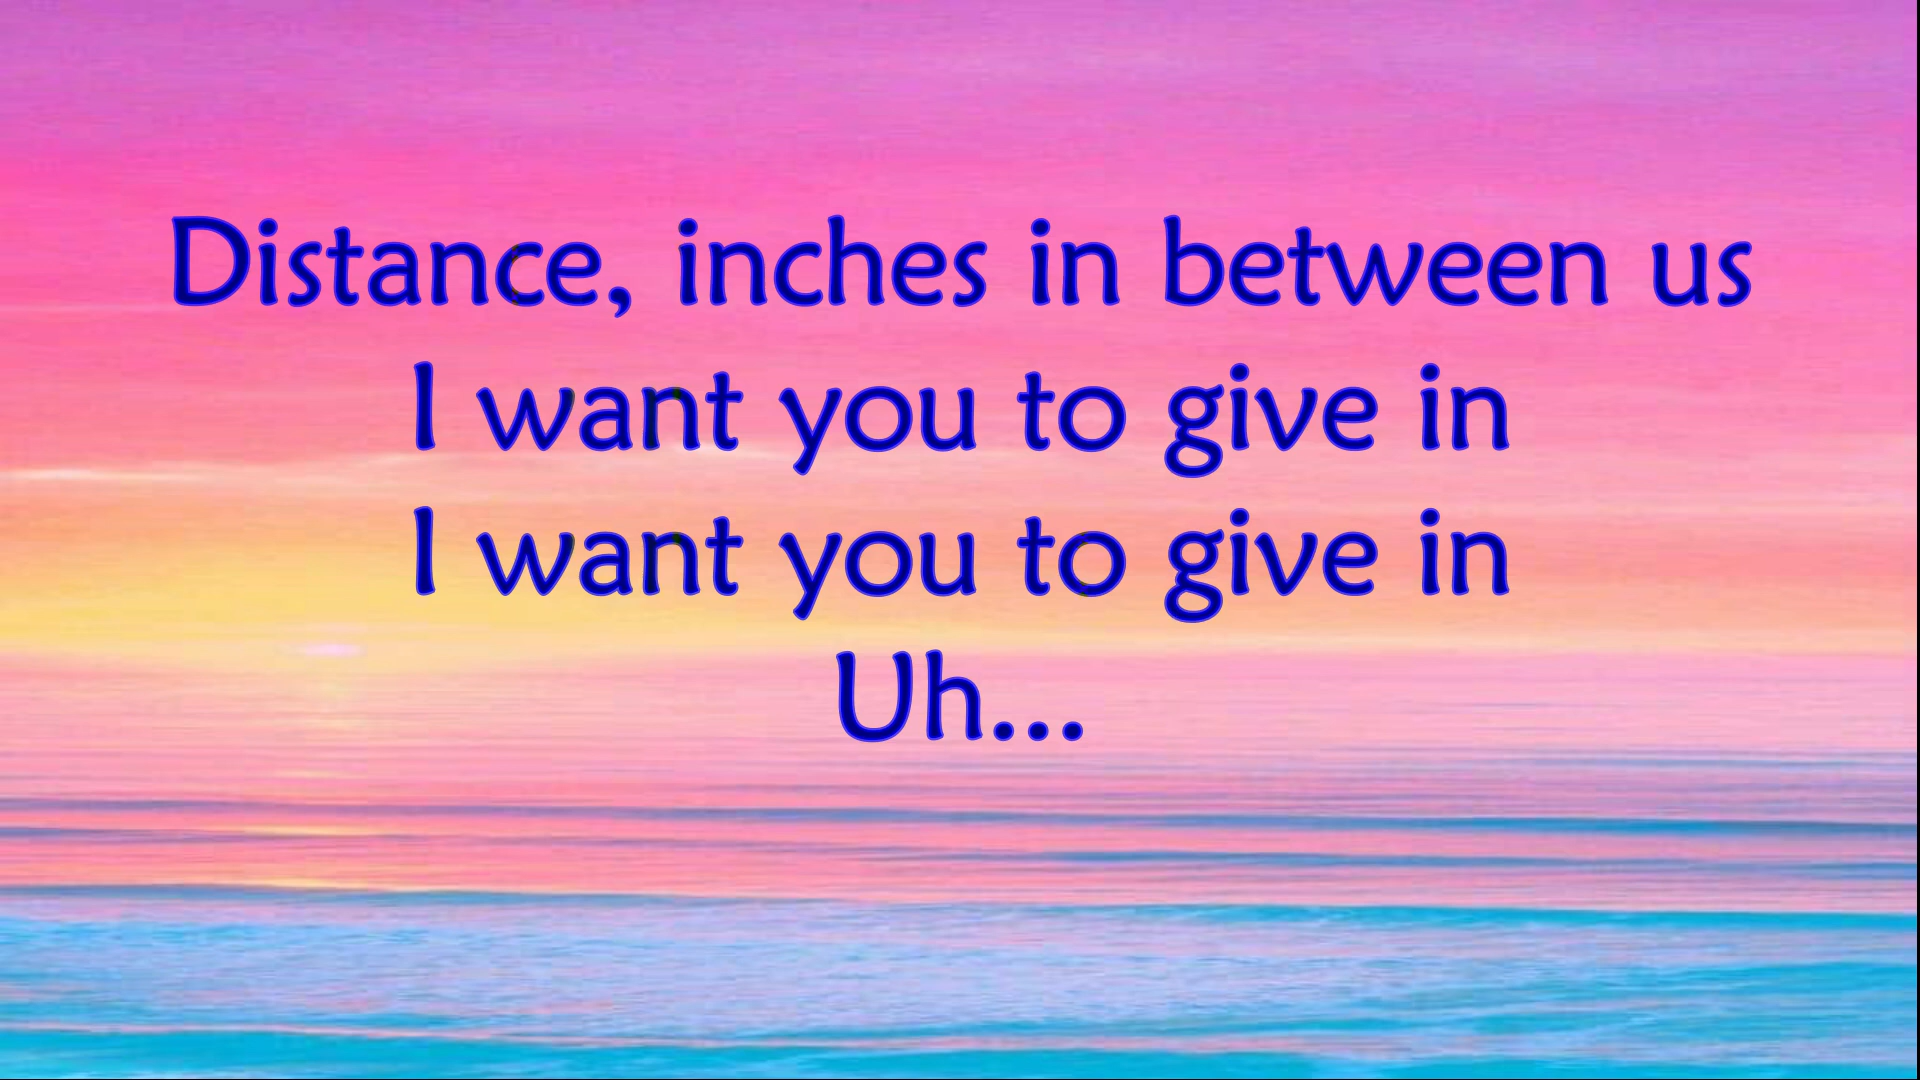 Distance, inches in between us
I want you to give in
I want you to give in
Uh...